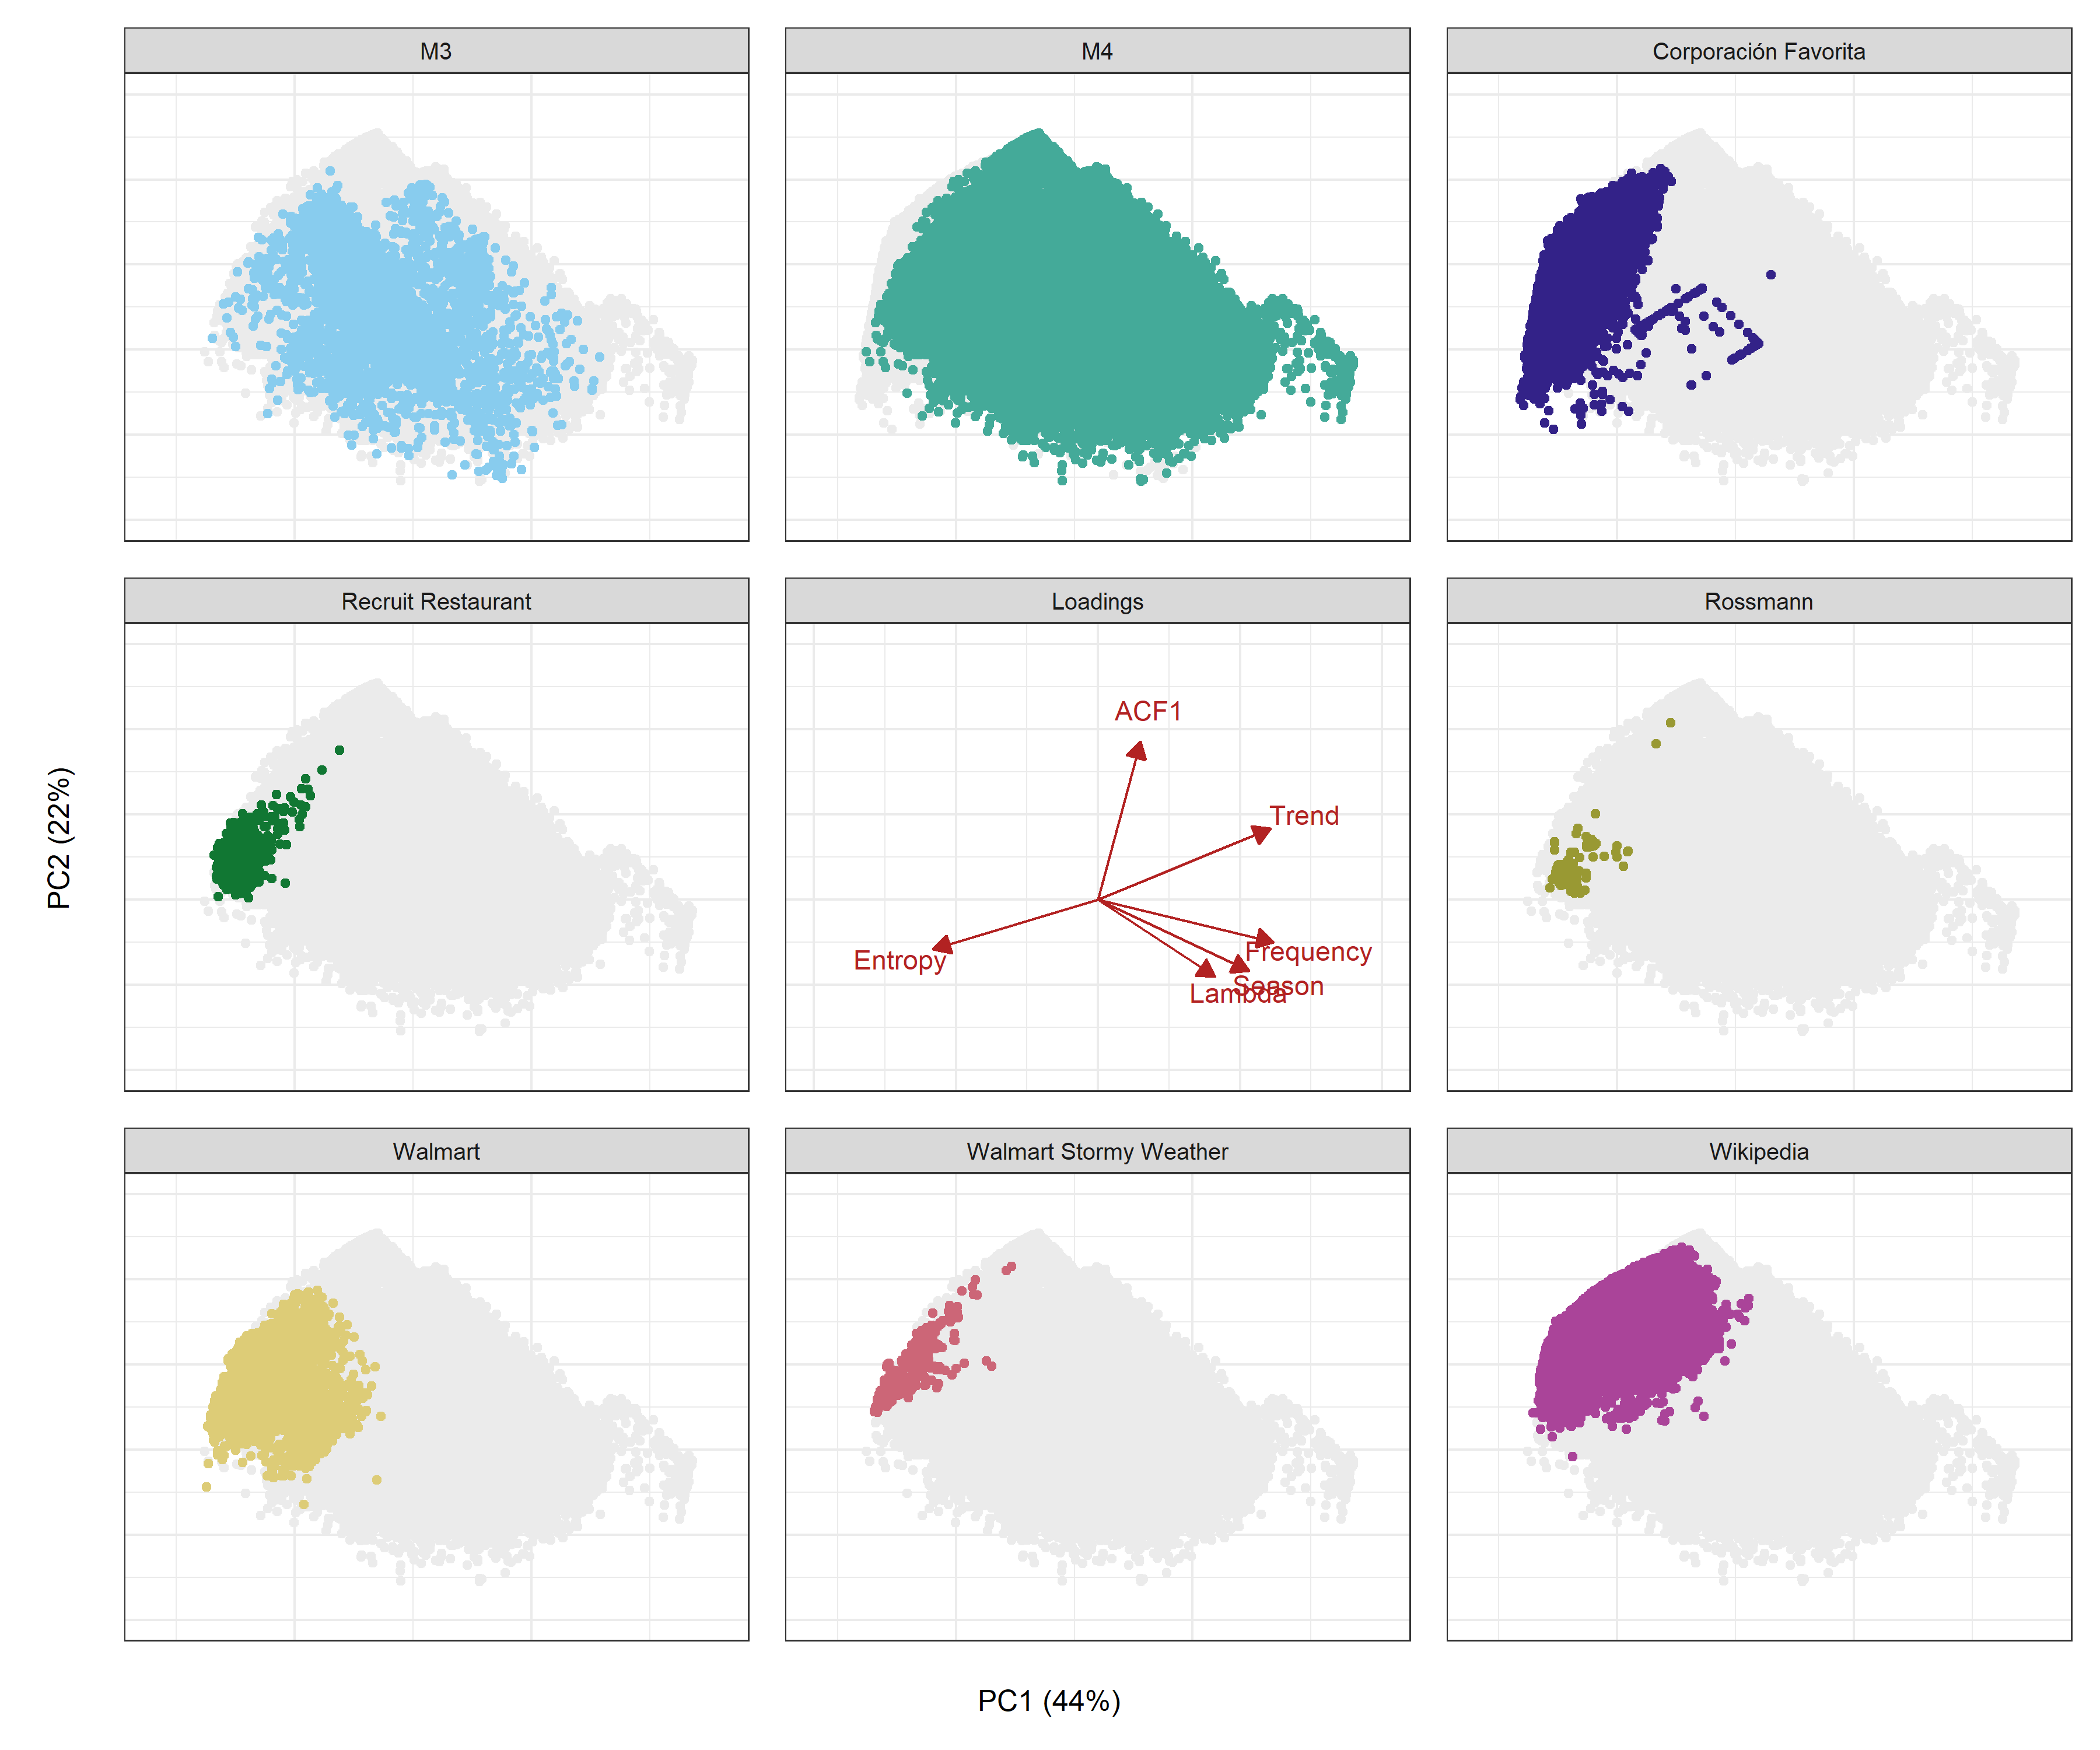 M3
M4
Corporación Favorita
Recruit Restaurant
Loadings
Rossmann
ACF1
Trend
Frequency
Entropy
Season
Lambda
PC2 (22%)
Walmart
Walmart Stormy Weather
Wikipedia
PC1 (44%)